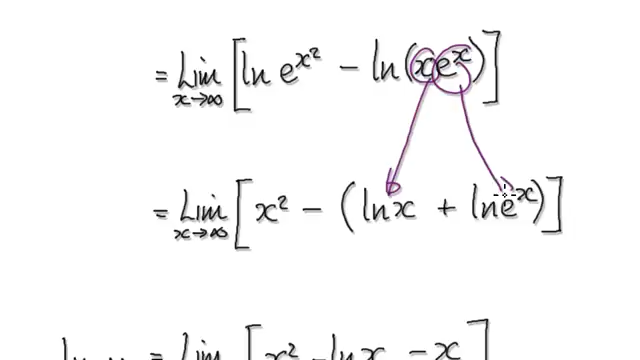 = Lim x→∞ [ln e^x² − ln(xe^x)]
= Lim x→∞ [x² − (ln x + ln e^x)]
= Lim [x² − ln x − x]